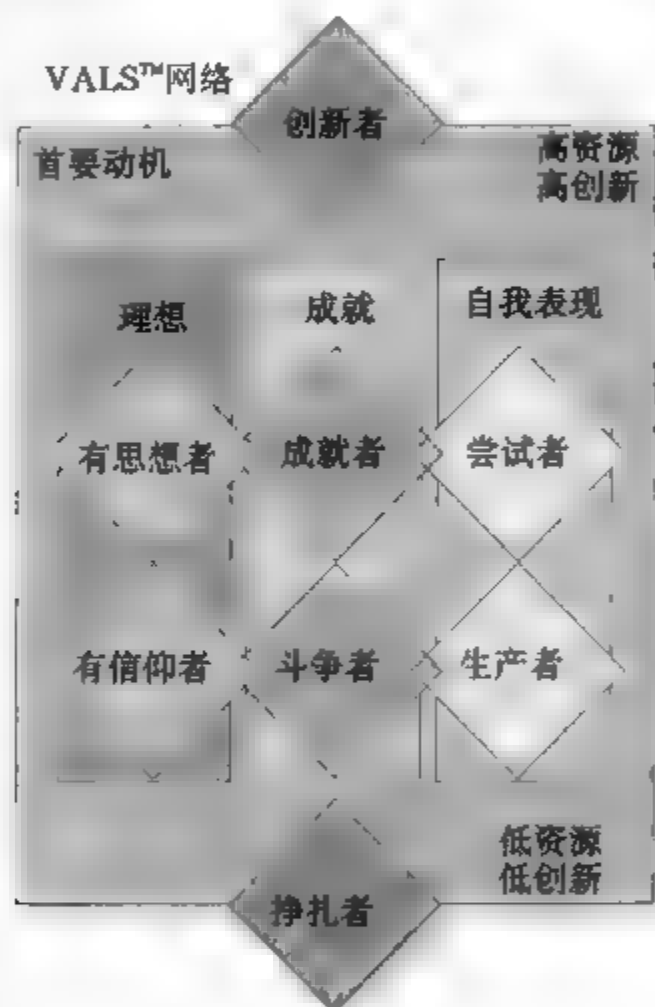 VALS™网络
创新者
首要动机
高资源
高创新
理想
成就
自我表现
有思想者
成就者
尝试者
有信仰者
斗争者
生产者
低资源
低创新
挣扎者